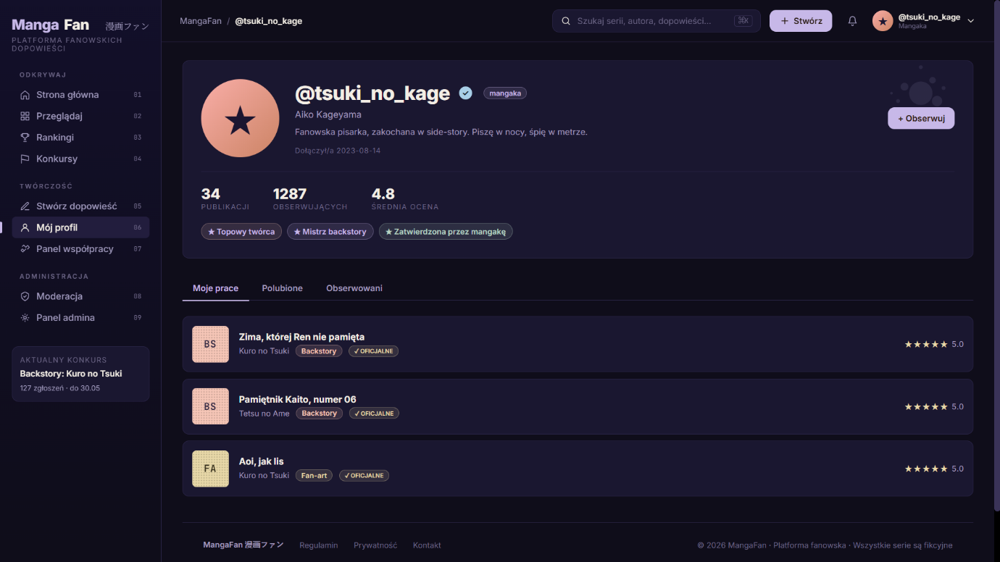 Manga Fan 漫画ファン
PLATFORMA FANOWSKICH
DOPOWIEŚCI
ODKRYWAJ
Strona główna 01
Przeglądaj 02
Rankingi 03
Konkursy 04
TWÓRCZOŚĆ
Stwórz dopowieść 05
Mój profil 06
Panel współpracy 07
ADMINISTRACJA
Moderacja 08
Panel admina 09
AKTUALNY KONKURS
Backstory: Kuro no Tsuki
127 zgłoszeń · do 30.05
MangaFan / @tsuki_no_kage
Szukaj serii, autora, dopowieści... ⌘K
+ Stwórz
@tsuki_no_kage
Mangaka
@tsuki_no_kage mangaka
Aiko Kageyama
Fanowska pisarka, zakochana w side-story. Piszę w nocy, śpię w metrze.
Dołączył/a 2023-08-14
+ Obserwuj
34 1287 4.8
PUBLIKACJI OBSERWUJĄCYCH ŚREDNIA OCENA
★ Topowy twórca ★ Mistrz backstory ★ Zatwierdzona przez mangakę
Moje prace Polubione Obserwowani
BS
Zima, której Ren nie pamięta
Kuro no Tsuki Backstory ✓ OFICJALNE
★★★★★ 5.0
BS
Pamiętnik Kaito, numer 06
Tetsu no Ame Backstory ✓ OFICJALNE
★★★★★ 5.0
FA
Aoi, jak lis
Kuro no Tsuki Fan-art ✓ OFICJALNE
★★★★★ 5.0
MangaFan 漫画ファン Regulamin Prywatność Kontakt
© 2026 MangaFan · Platforma fanowska · Wszystkie serie są fikcyjne